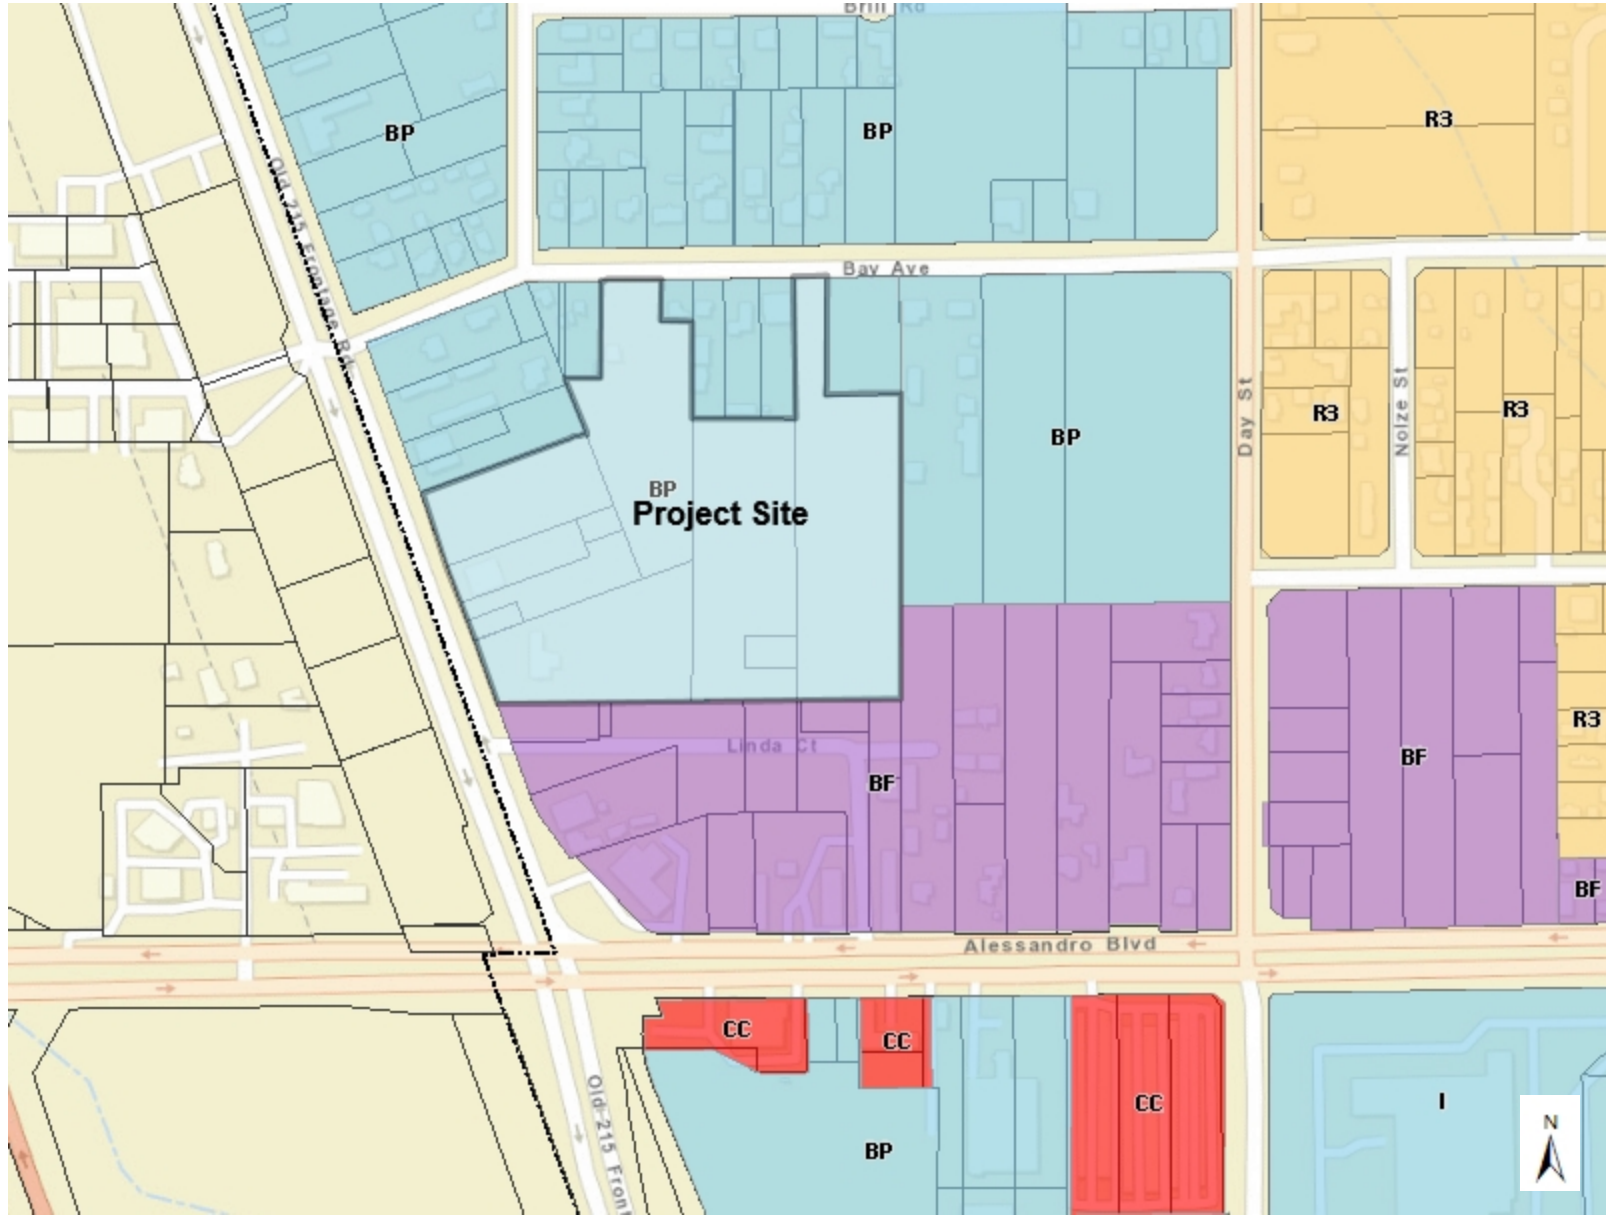 Brill Rd
BP
BP
R3
Old 215 Frontage Rd
Bay Ave
Day St
Nolze St
R3
R3
BP
BP
Project Site
R3
Linda Ct
BF
BF
BF
Alessandro Blvd
CC
CC
CC
I
BP
Old 215 Front
N